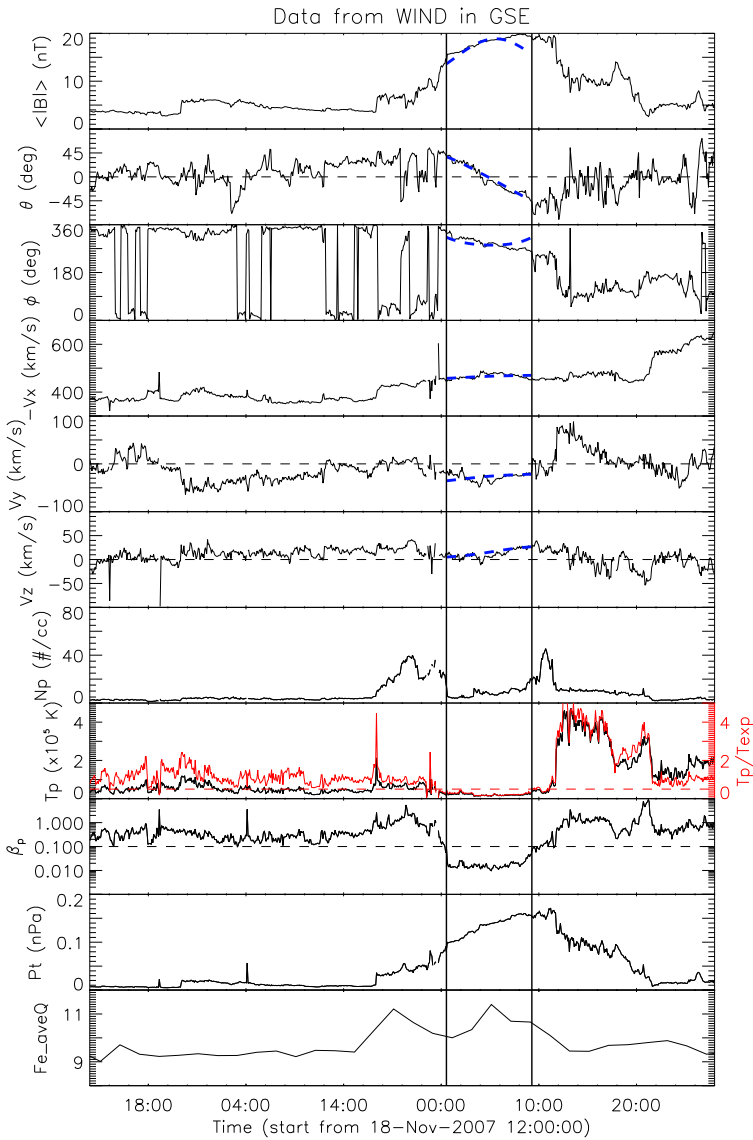 Data from WIND in GSE
<|B|> (nT)
20
10
0
θ (deg)
45
0
-45
ϕ (deg)
360
180
0
-Vx (km/s)
600
400
Vy (km/s)
100
0
-100
Vz (km/s)
50
0
-50
Np (#/cc)
80
40
0
Tp (x10⁵ K)
4
2
0
4
2
0
Tp/Texp
βp
1.000
0.100
0.010
Pt (nPa)
0.2
0.1
0
Fe_aveQ
11
9
18:00 04:00 14:00 00:00 10:00 20:00
Time (start from 18-Nov-2007 12:00:00)